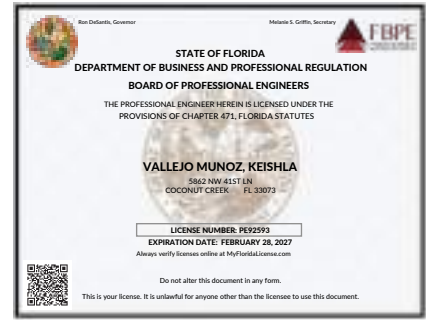 Ron DeSantis, Governor
Melanie S. Griffin, Secretary
FBPE
STATE OF FLORIDA
DEPARTMENT OF BUSINESS AND PROFESSIONAL REGULATION
BOARD OF PROFESSIONAL ENGINEERS
THE PROFESSIONAL ENGINEER HEREIN IS LICENSED UNDER THE
PROVISIONS OF CHAPTER 471, FLORIDA STATUTES
VALLEJO MUNOZ, KEISHLA
5862 NW 41ST LN
COCONUT CREEK FL 33073
LICENSE NUMBER: PE92593
EXPIRATION DATE: FEBRUARY 28, 2027
Always verify licenses online at MyFloridaLicense.com
Do not alter this document in any form.
This is your license. It is unlawful for anyone other than the licensee to use this document.